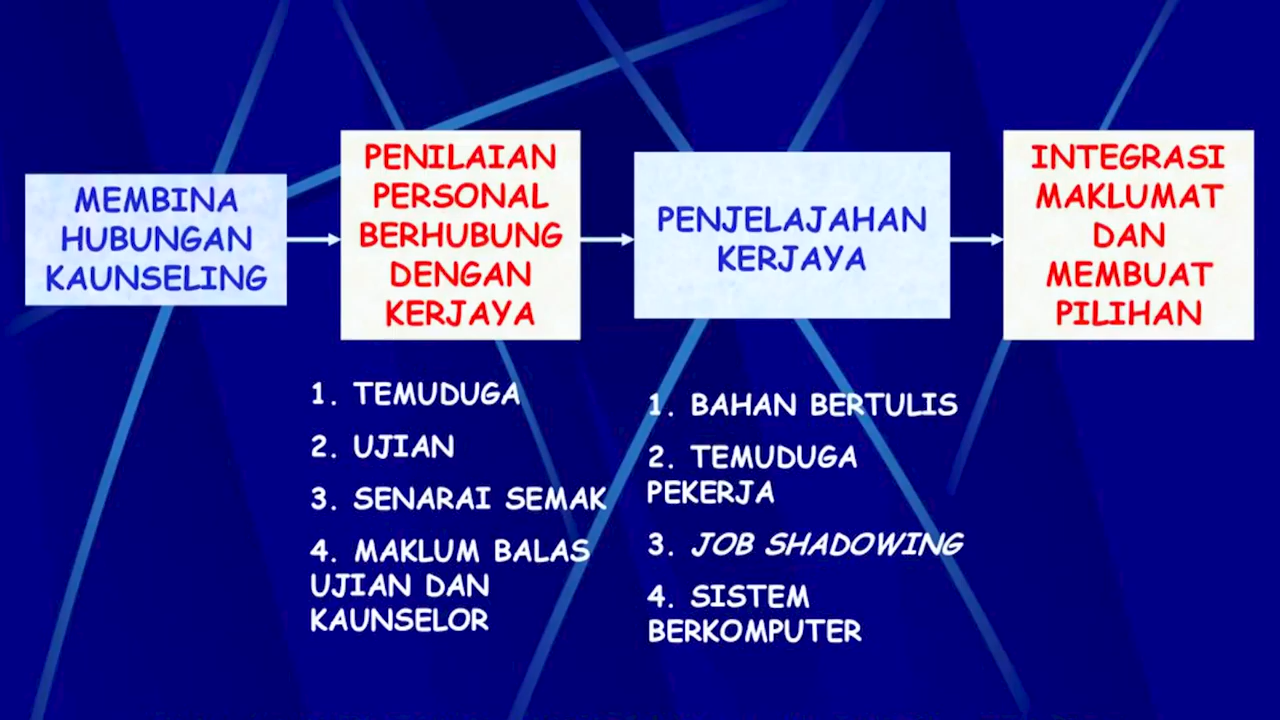 MEMBINA
HUBUNGAN
KAUNSELING
PENILAIAN
PERSONAL
BERHUBUNG
DENGAN
KERJAYA
PENJELAJAHAN
KERJAYA
INTEGRASI
MAKLUMAT
DAN
MEMBUAT
PILIHAN
1. TEMUDUGA
2. UJIAN
3. SENARAI SEMAK
4. MAKLUM BALAS
UJIAN DAN
KAUNSELOR
1. BAHAN BERTULIS
2. TEMUDUGA
PEKERJA
3. JOB SHADOWING
4. SISTEM
BERKOMPUTER